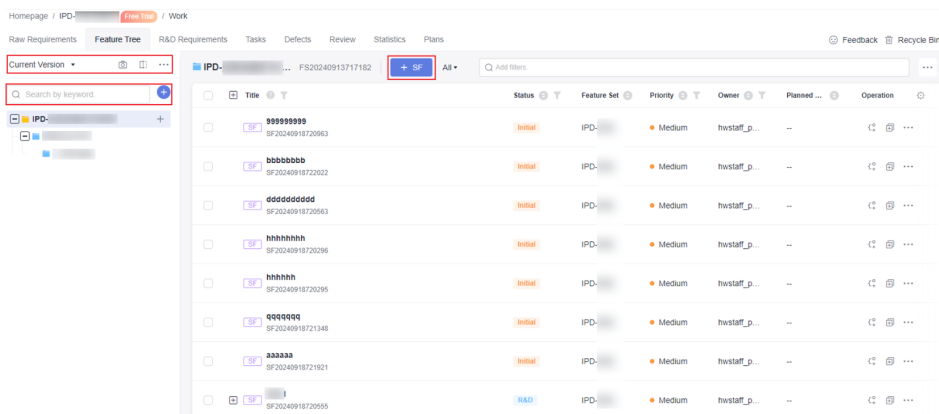 Homepage / IPD- Free Trial / Work
Raw Requirements Feature Tree R&D Requirements Tasks Defects Review Statistics Plans Feedback Recycle Bin
Current Version IPD- ... FS20240913717182 + SF All Add filters.
Search by keyword.
Title Status Feature Set Priority Owner Planned ... Operation
IPD-
SF 999999999 Initial IPD- Medium hwstaff_p... --
SF20240918720963
SF bbbbbbbb Initial IPD- Medium hwstaff_p... --
SF20240918722022
SF dddddddddd Initial IPD- Medium hwstaff_p... --
SF20240918720563
SF hhhhhhhh Initial IPD- Medium hwstaff_p... --
SF20240918720296
SF hhhhhh Initial IPD- Medium hwstaff_p... --
SF20240918720295
SF qqqqqqq Initial IPD- Medium hwstaff_p... --
SF20240918721348
SF aaaaaa Initial IPD- Medium hwstaff_p... --
SF20240918721921
SF R&D IPD- Medium hwstaff_p... --
SF20240918720555